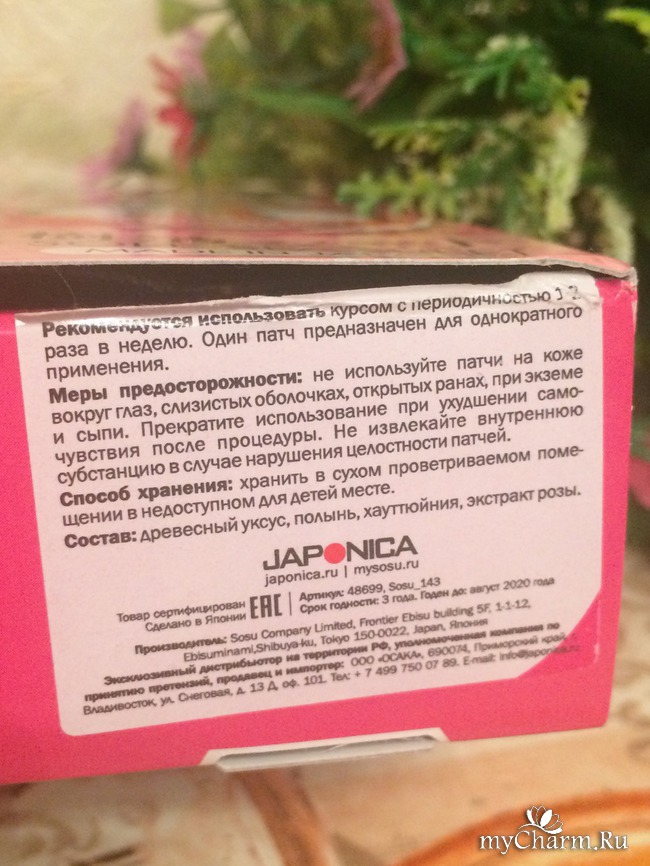 Рекомендуется использовать курсом с периодичностью 1-2
раза в неделю. Один патч предназначен для однократного
применения.
Меры предосторожности: не используйте патчи на коже
вокруг глаз, слизистых оболочках, открытых ранах, при экземе
и сыпи. Прекратите использование при ухудшении само-
чувствия после процедуры. Не извлекайте внутреннюю
субстанцию в случае нарушения целостности патчей.
Способ хранения: хранить в сухом проветриваемом поме-
щении в недоступном для детей месте.
Состав: древесный уксус, полынь, хауттюйния, экстракт розы.
JAPONICA
japonica.ru | mysosu.ru
Товар сертифицирован
Сделано в Японии
EAC
Артикул: 48699, Sosu_143
Срок годности: 3 года. Годен до: август 2020 года
Производитель: Sosu Company Limited, Frontier Ebisu building 5F, 1-1-12,
Ebisuminami,Shibuya-ku, Tokyo 150-0022, Japan, Япония
Эксклюзивный дистрибьютор на территории РФ, уполномоченная компания по
принятию претензий, продавец и импортер: ООО «ОСАКА», 690074, Приморский край,
Владивосток, ул. Снеговая, д. 13 Д, оф. 101, Тел: + 7 499 750 07 89. E-mail: info@japonica.ru
myCharm.Ru